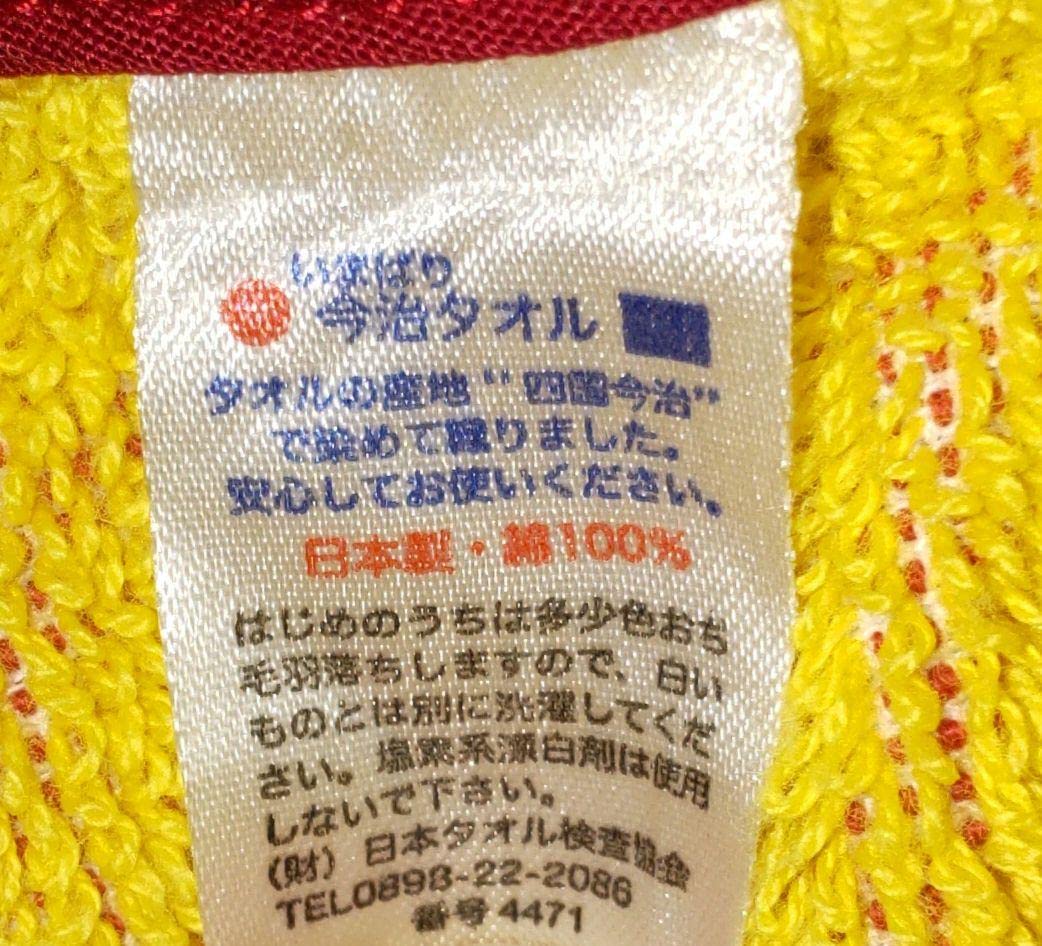 いまばり
今治タオル
タオルの産地“四国今治”
で染めて織りました。
安心してお使いください。
日本製・綿100%
はじめのうちは多少色おち
毛羽落ちしますので、白い
ものとは別に洗濯してくだ
さい。塩素系漂白剤は使用
しないで下さい。
(財) 日本タオル検査協会
TEL0898-22-2086
番号4471